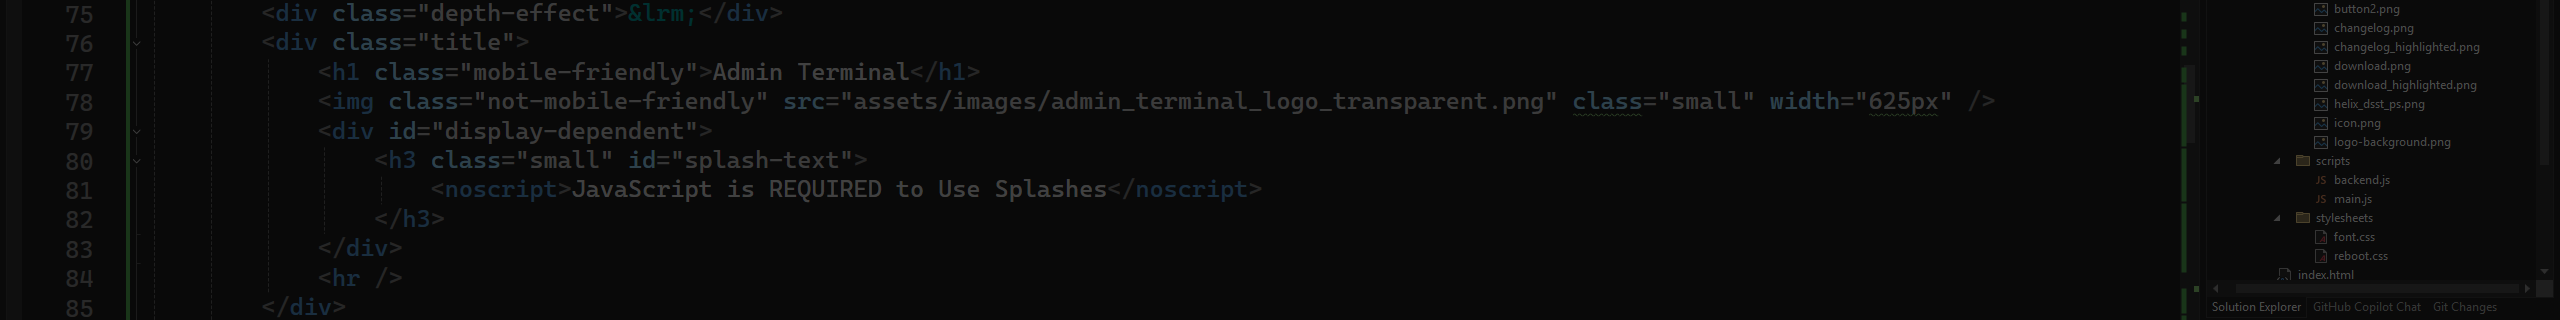 75 <div class="depth-effect">&lrm;</div>
76 <div class="title">
77 <h1 class="mobile-friendly">Admin Terminal</h1>
78 <img class="not-mobile-friendly" src="assets/images/admin_terminal_logo_transparent.png" class="small" width="625px" />
79 <div id="display-dependent">
80 <h3 class="small" id="splash-text">
81 <noscript>JavaScript is REQUIRED to Use Splashes</noscript>
82 </h3>
83 </div>
84 <hr />
85 </div>
button2.png
changelog.png
changelog_highlighted.png
download.png
download_highlighted.png
helix_dsst_ps.png
icon.png
logo-background.png
scripts
JS backend.js
JS main.js
stylesheets
font.css
reboot.css
index.html
Solution Explorer GitHub Copilot Chat Git Changes